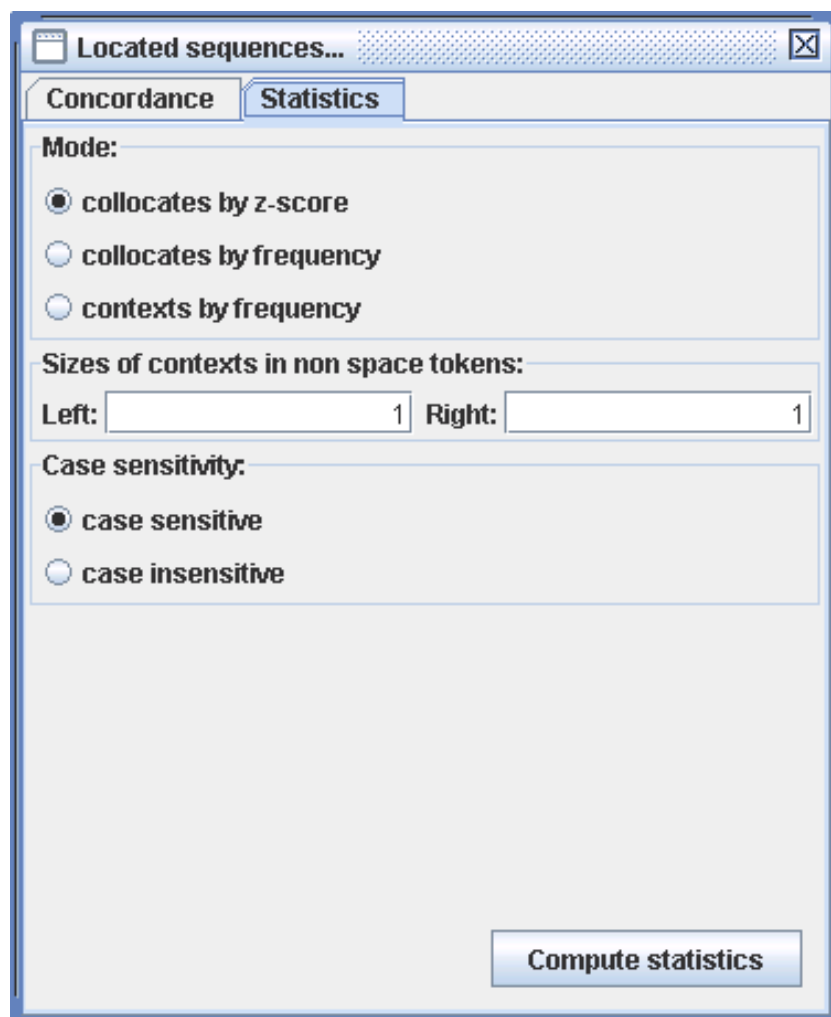 Located sequences...
Concordance Statistics
Mode:
collocates by z-score
collocates by frequency
contexts by frequency
Sizes of contexts in non space tokens:
Left: 1 Right: 1
Case sensitivity:
case sensitive
case insensitive
Compute statistics